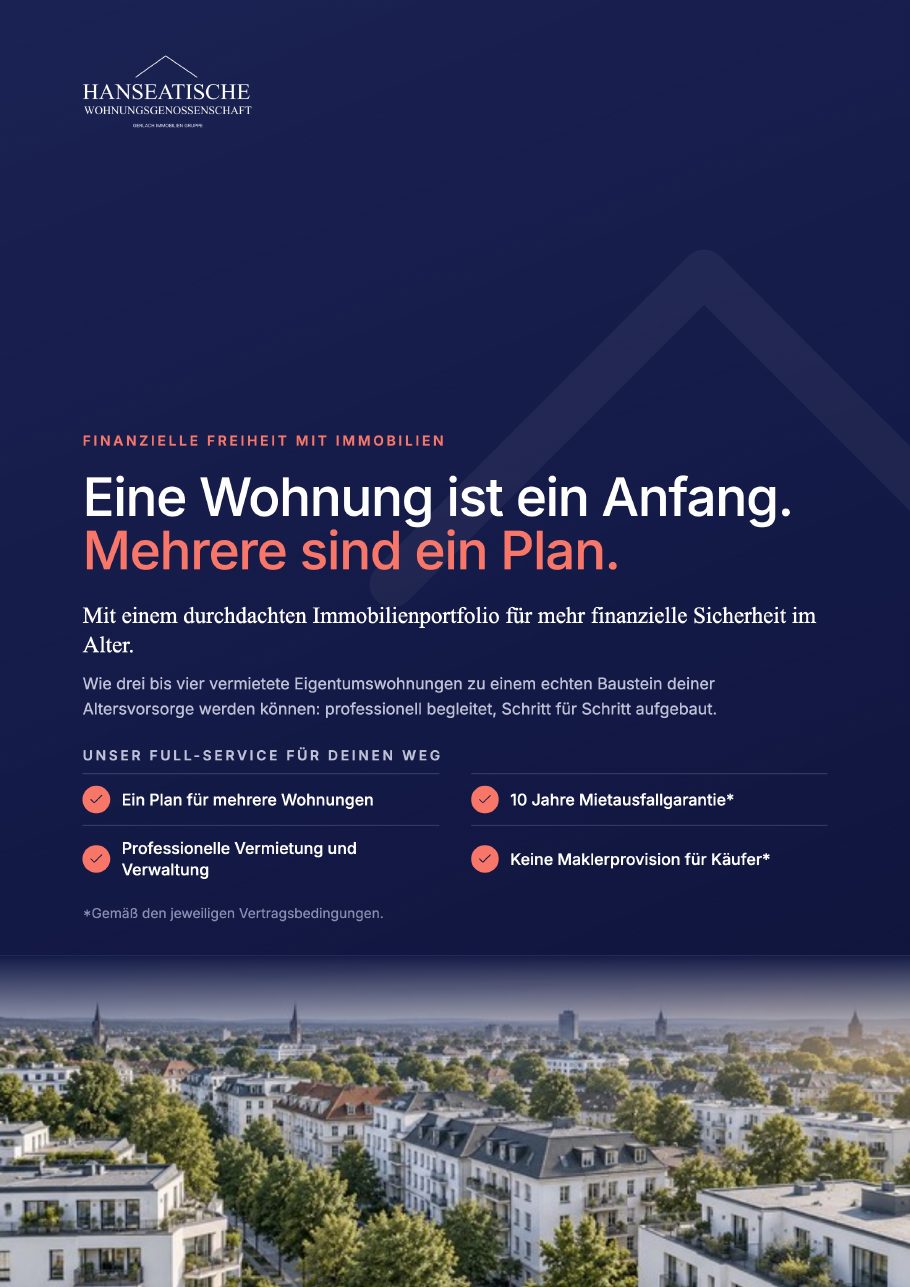 HANSEATISCHE
WOHNUNGSGENOSSENSCHAFT
GERLACH IMMOBILIEN GRUPPE
FINANZIELLE FREIHEIT MIT IMMOBILIEN
Eine Wohnung ist ein Anfang.
Mehrere sind ein Plan.
Mit einem durchdachten Immobilienportfolio für mehr finanzielle Sicherheit im
Alter.
Wie drei bis vier vermietete Eigentumswohnungen zu einem echten Baustein deiner
Altersvorsorge werden können: professionell begleitet, Schritt für Schritt aufgebaut.
UNSER FULL-SERVICE FÜR DEINEN WEG
Ein Plan für mehrere Wohnungen
10 Jahre Mietausfallgarantie*
Professionelle Vermietung und
Verwaltung
Keine Maklerprovision für Käufer*
*Gemäß den jeweiligen Vertragsbedingungen.